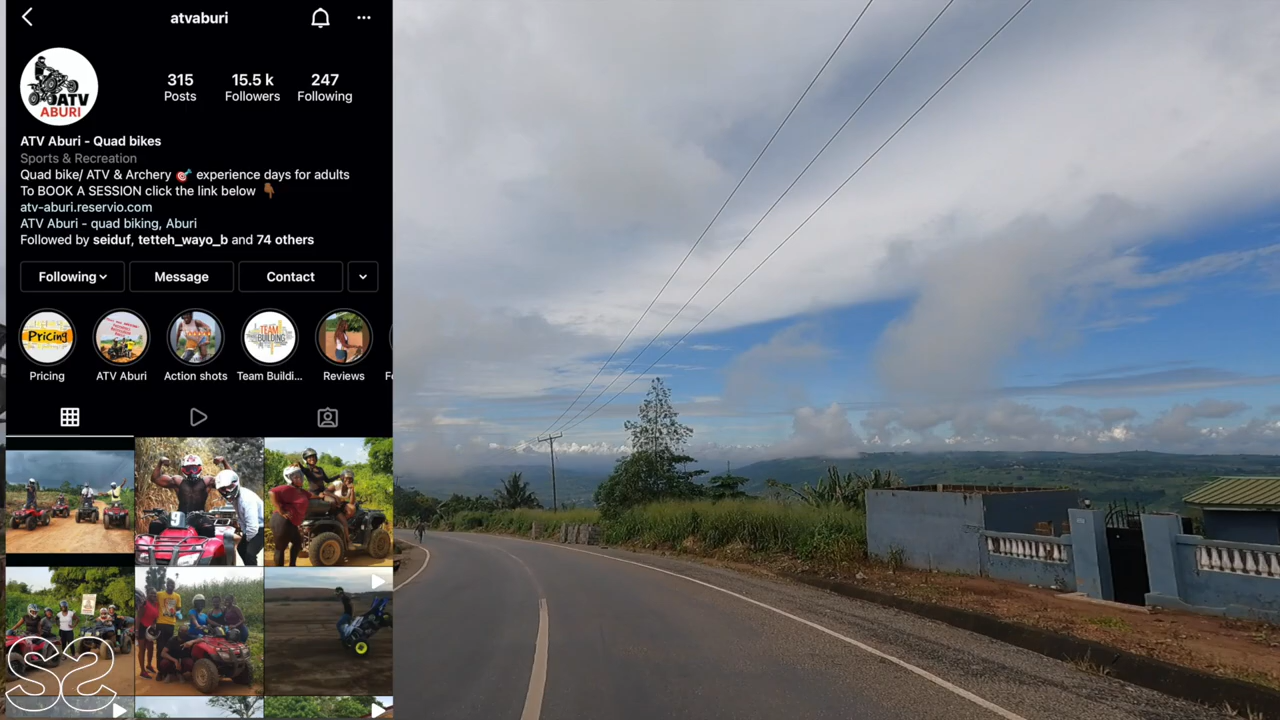 atvaburi
315
15.5 k
247
Posts
Followers
Following
ATV
ABURI
ATV Aburi - Quad bikes
Sports & Recreation
Quad bike/ ATV & Archery 🎯 experience days for adults
To BOOK A SESSION click the link below 👇🏾
atv-aburi.reservio.com
ATV Aburi - quad biking, Aburi
Followed by seiduf, tetteh_wayo_b and 74 others
Following
Message
Contact
Pricing
TEAM
BUILDING
Pricing
ATV Aburi
Action shots
Team Buildi...
Reviews
S2